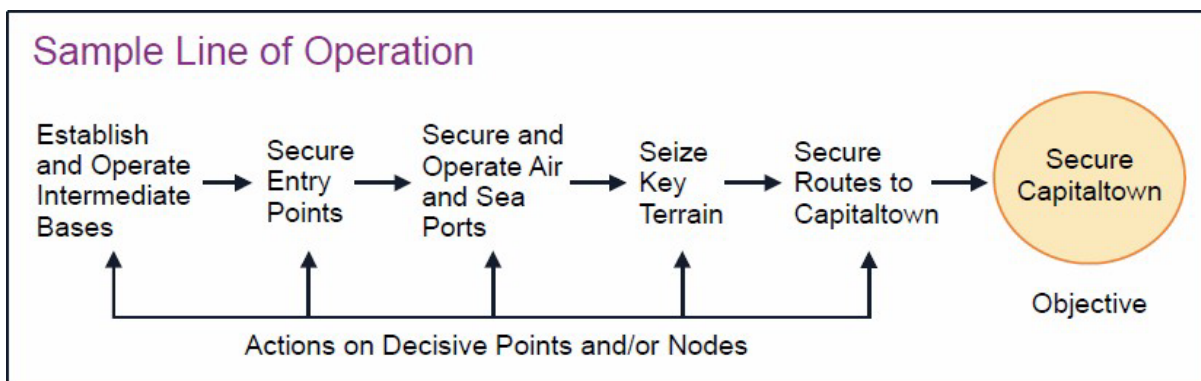 Sample Line of Operation
Establish
and Operate
Intermediate
Bases
Secure
Entry
Points
Secure and
Operate Air
and Sea
Ports
Seize
Key
Terrain
Secure
Routes to
Capitaltown
Secure
Capitaltown
Objective
Actions on Decisive Points and/or Nodes